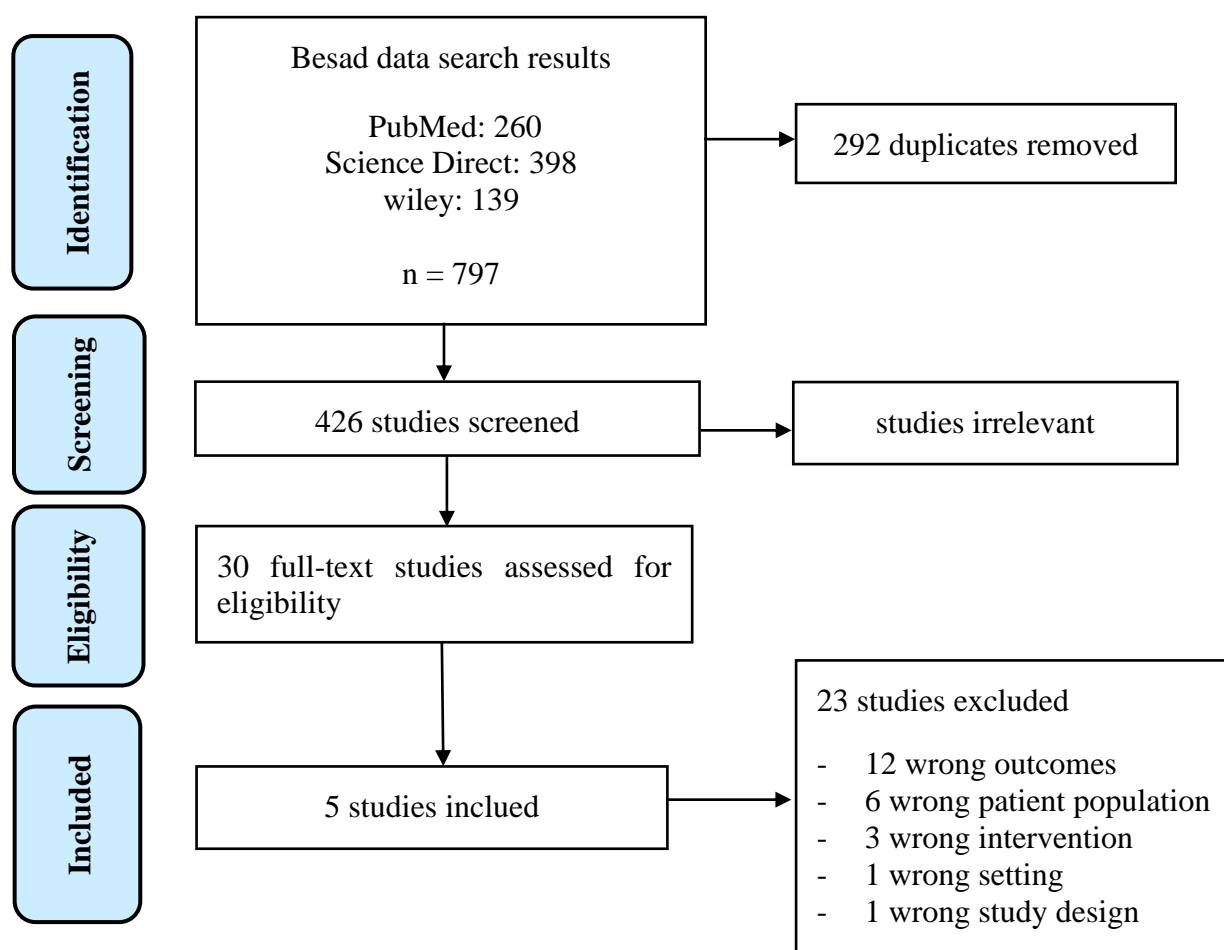 Identification
Besad data search results
PubMed: 260
Science Direct: 398
wiley: 139
n = 797
292 duplicates removed
Screening
426 studies screened
studies irrelevant
Eligibility
30 full-text studies assessed for
eligibility
Included
5 studies inclued
23 studies excluded
- 12 wrong outcomes
- 6 wrong patient population
- 3 wrong intervention
- 1 wrong setting
- 1 wrong study design